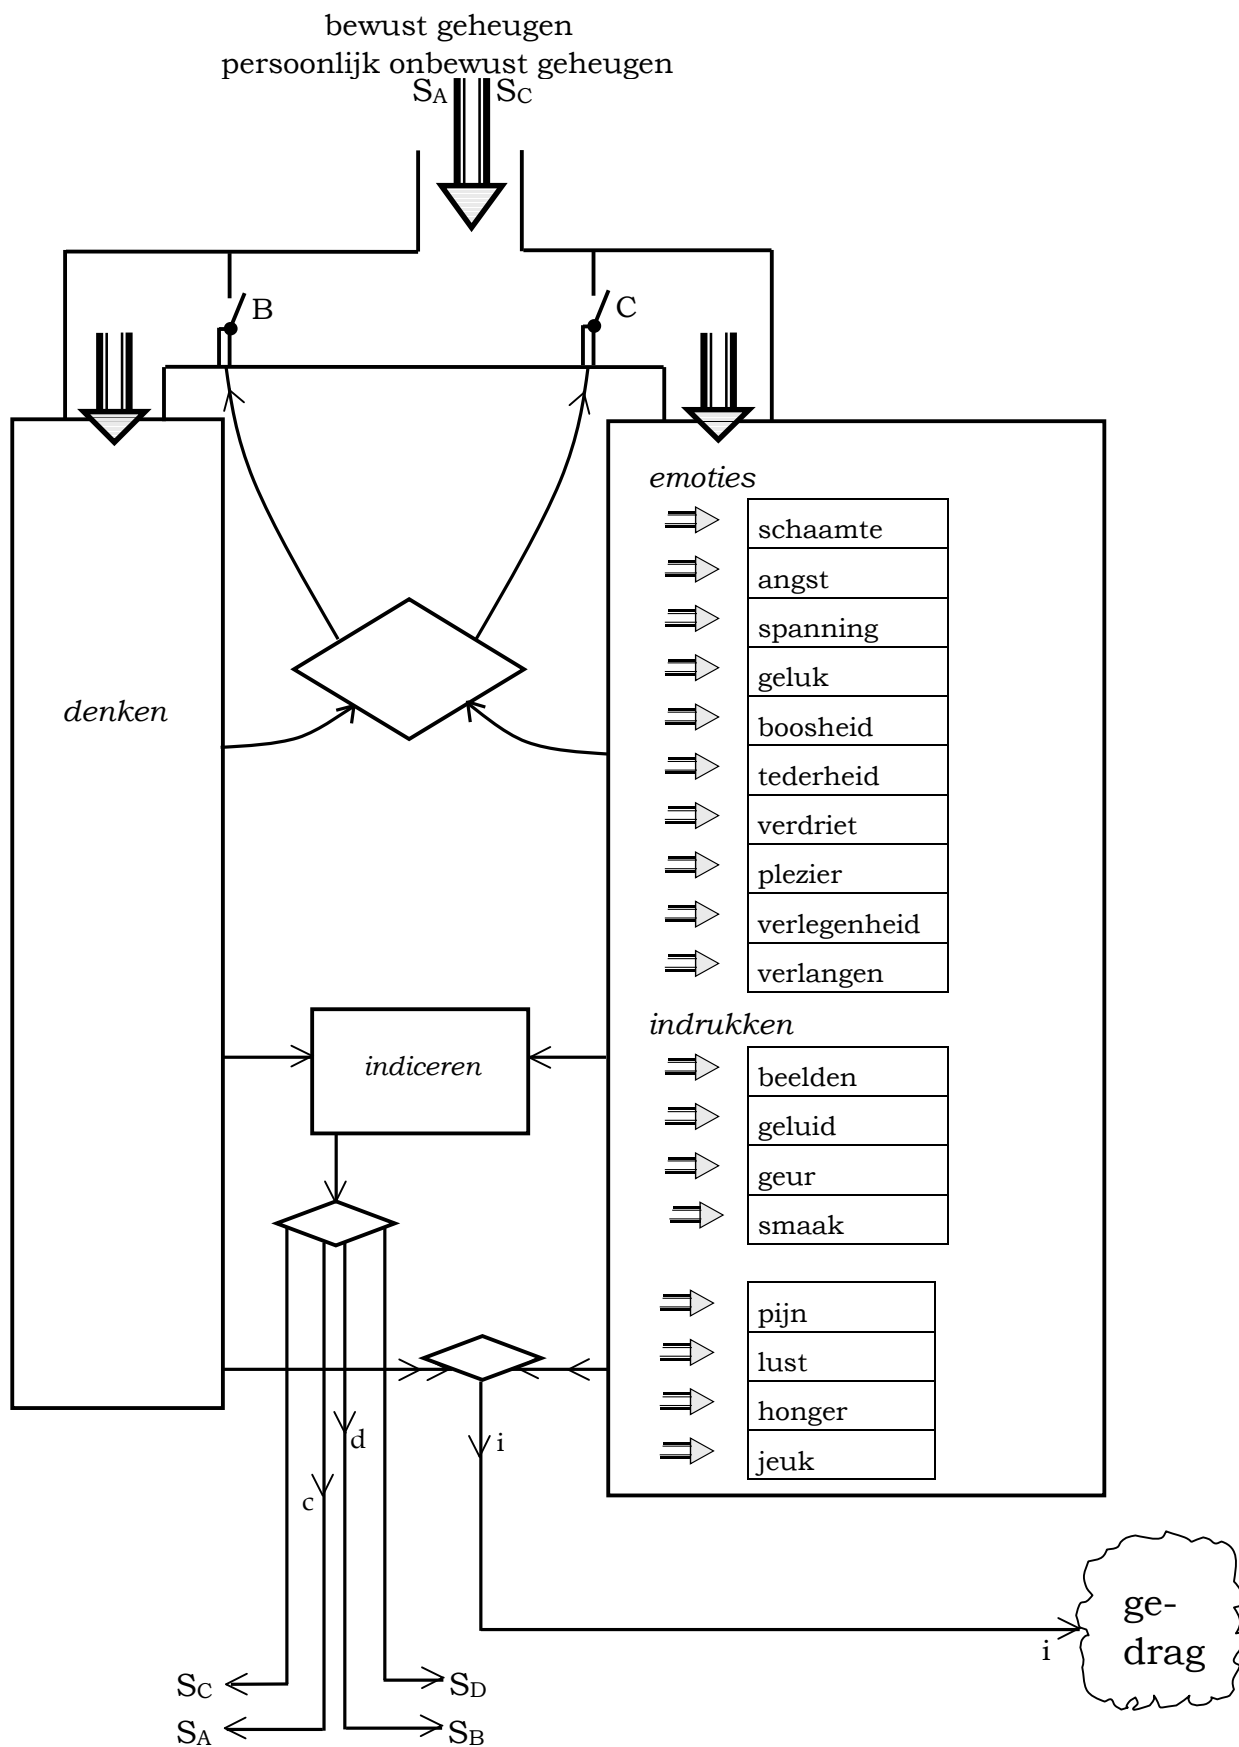 bewust geheugen
persoonlijk onbewust geheugen
SA SC
B
C
emoties
schaamte
angst
spanning
geluk
denken
boosheid
tederheid
verdriet
plezier
verlegenheid
verlangen
indrukken
indiceren
beelden
geluid
geur
smaak
pijn
lust
honger
d
i
jeuk
c
ge-
drag
i
SC
SD
SA
SB